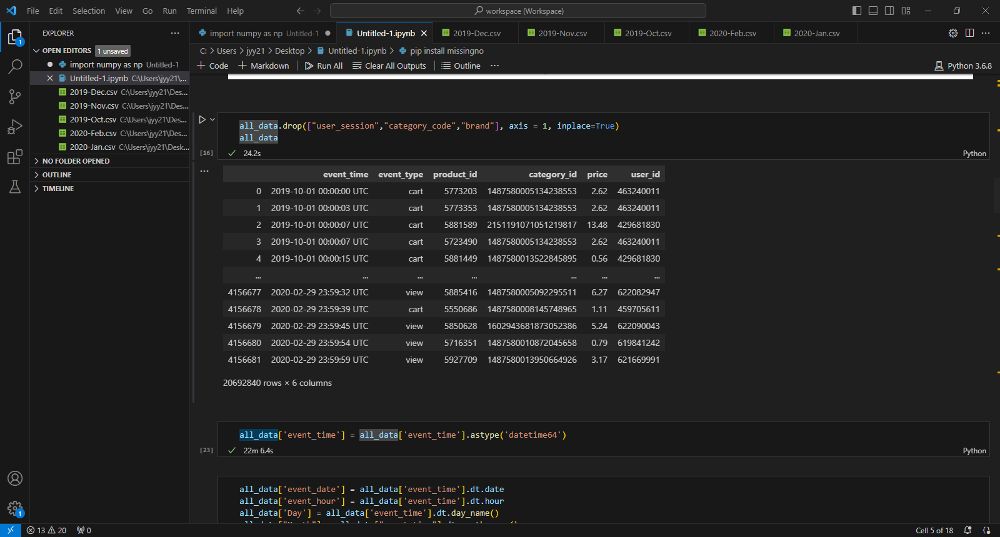 File Edit Selection View Go Run Terminal Help
workspace (Workspace)
EXPLORER
import numpy as np Untitled-1
Untitled-1.ipynb
2019-Dec.csv
2019-Nov.csv
2019-Oct.csv
2020-Feb.csv
2020-Jan.csv
OPEN EDITORS 1 unsaved
import numpy as np Untitled-1
Untitled-1.ipynb C:\Users\jyy21\...
2019-Dec.csv C:\Users\jyy21\Des...
2019-Nov.csv C:\Users\jyy21\Des...
2019-Oct.csv C:\Users\jyy21\Des...
2020-Feb.csv C:\Users\jyy21\Des...
2020-Jan.csv C:\Users\jyy21\Desk...
NO FOLDER OPENED
OUTLINE
TIMELINE
C: > Users > jyy21 > Desktop > Untitled-1.ipynb > pip install missingno
+ Code + Markdown Run All Clear All Outputs Outline ...
Python 3.6.8
all_data.drop(["user_session","category_code","brand"], axis = 1, inplace=True)
all_data
[16] 24.2s Python
event_time event_type product_id category_id price user_id
0 2019-10-01 00:00:00 UTC cart 5773203 1487580005134238553 2.62 463240011
1 2019-10-01 00:00:03 UTC cart 5773353 1487580005134238553 2.62 463240011
2 2019-10-01 00:00:07 UTC cart 5881589 2151191071051219817 13.48 429681830
3 2019-10-01 00:00:07 UTC cart 5723490 1487580005134238553 2.62 463240011
4 2019-10-01 00:00:15 UTC cart 5881449 1487580013522845895 0.56 429681830
... ... ... ... ... ... ...
4156677 2020-02-29 23:59:32 UTC view 5885416 1487580005092295511 6.27 622082947
4156678 2020-02-29 23:59:39 UTC cart 5550686 1487580008145748965 1.11 459705611
4156679 2020-02-29 23:59:45 UTC view 5850628 1602943681873052386 5.24 622090043
4156680 2020-02-29 23:59:54 UTC view 5716351 1487580010872045658 0.79 619841242
4156681 2020-02-29 23:59:59 UTC view 5927709 1487580013950664926 3.17 621669991
20692840 rows × 6 columns
all_data['event_time'] = all_data['event_time'].astype('datetime64')
[23] 22m 6.4s Python
all_data['event_date'] = all_data['event_time'].dt.date
all_data['event_hour'] = all_data['event_time'].dt.hour
all_data['Day'] = all_data['event_time'].dt.day_name()
13 20 0
Cell 5 of 18